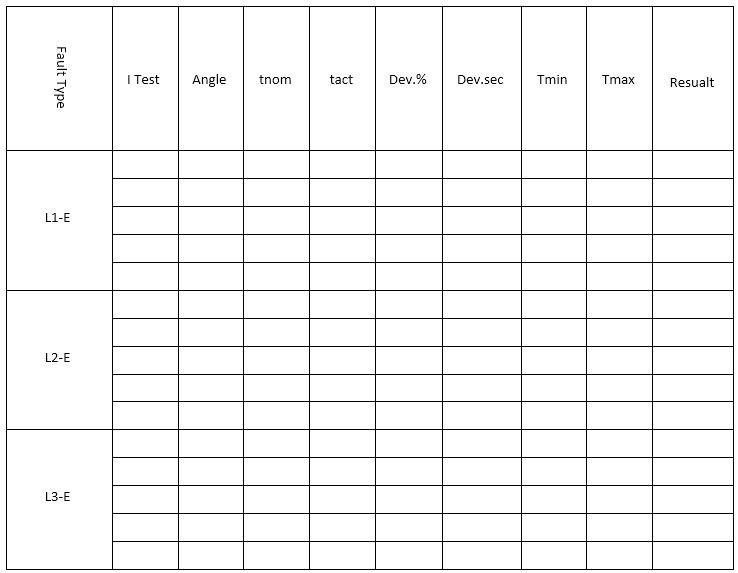 Fault Type
I Test
Angle
tnom
tact
Dev.%
Dev.sec
Tmin
Tmax
Resualt
L1-E
L2-E
L3-E